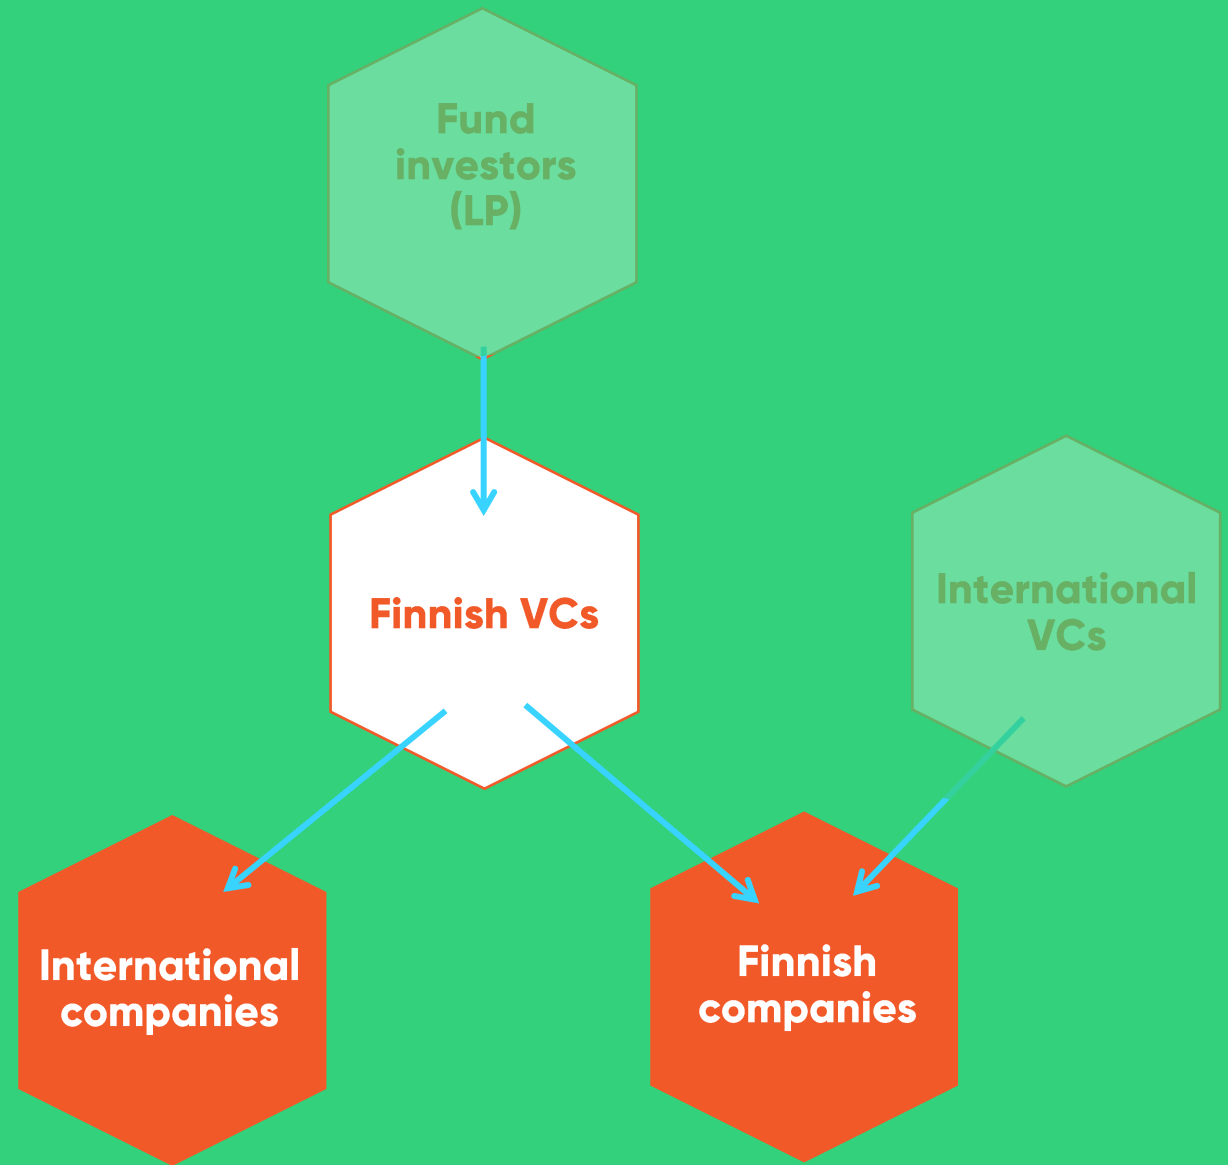 Fund
investors
(LP)
Finnish VCs
International
VCs
International
companies
Finnish
companies